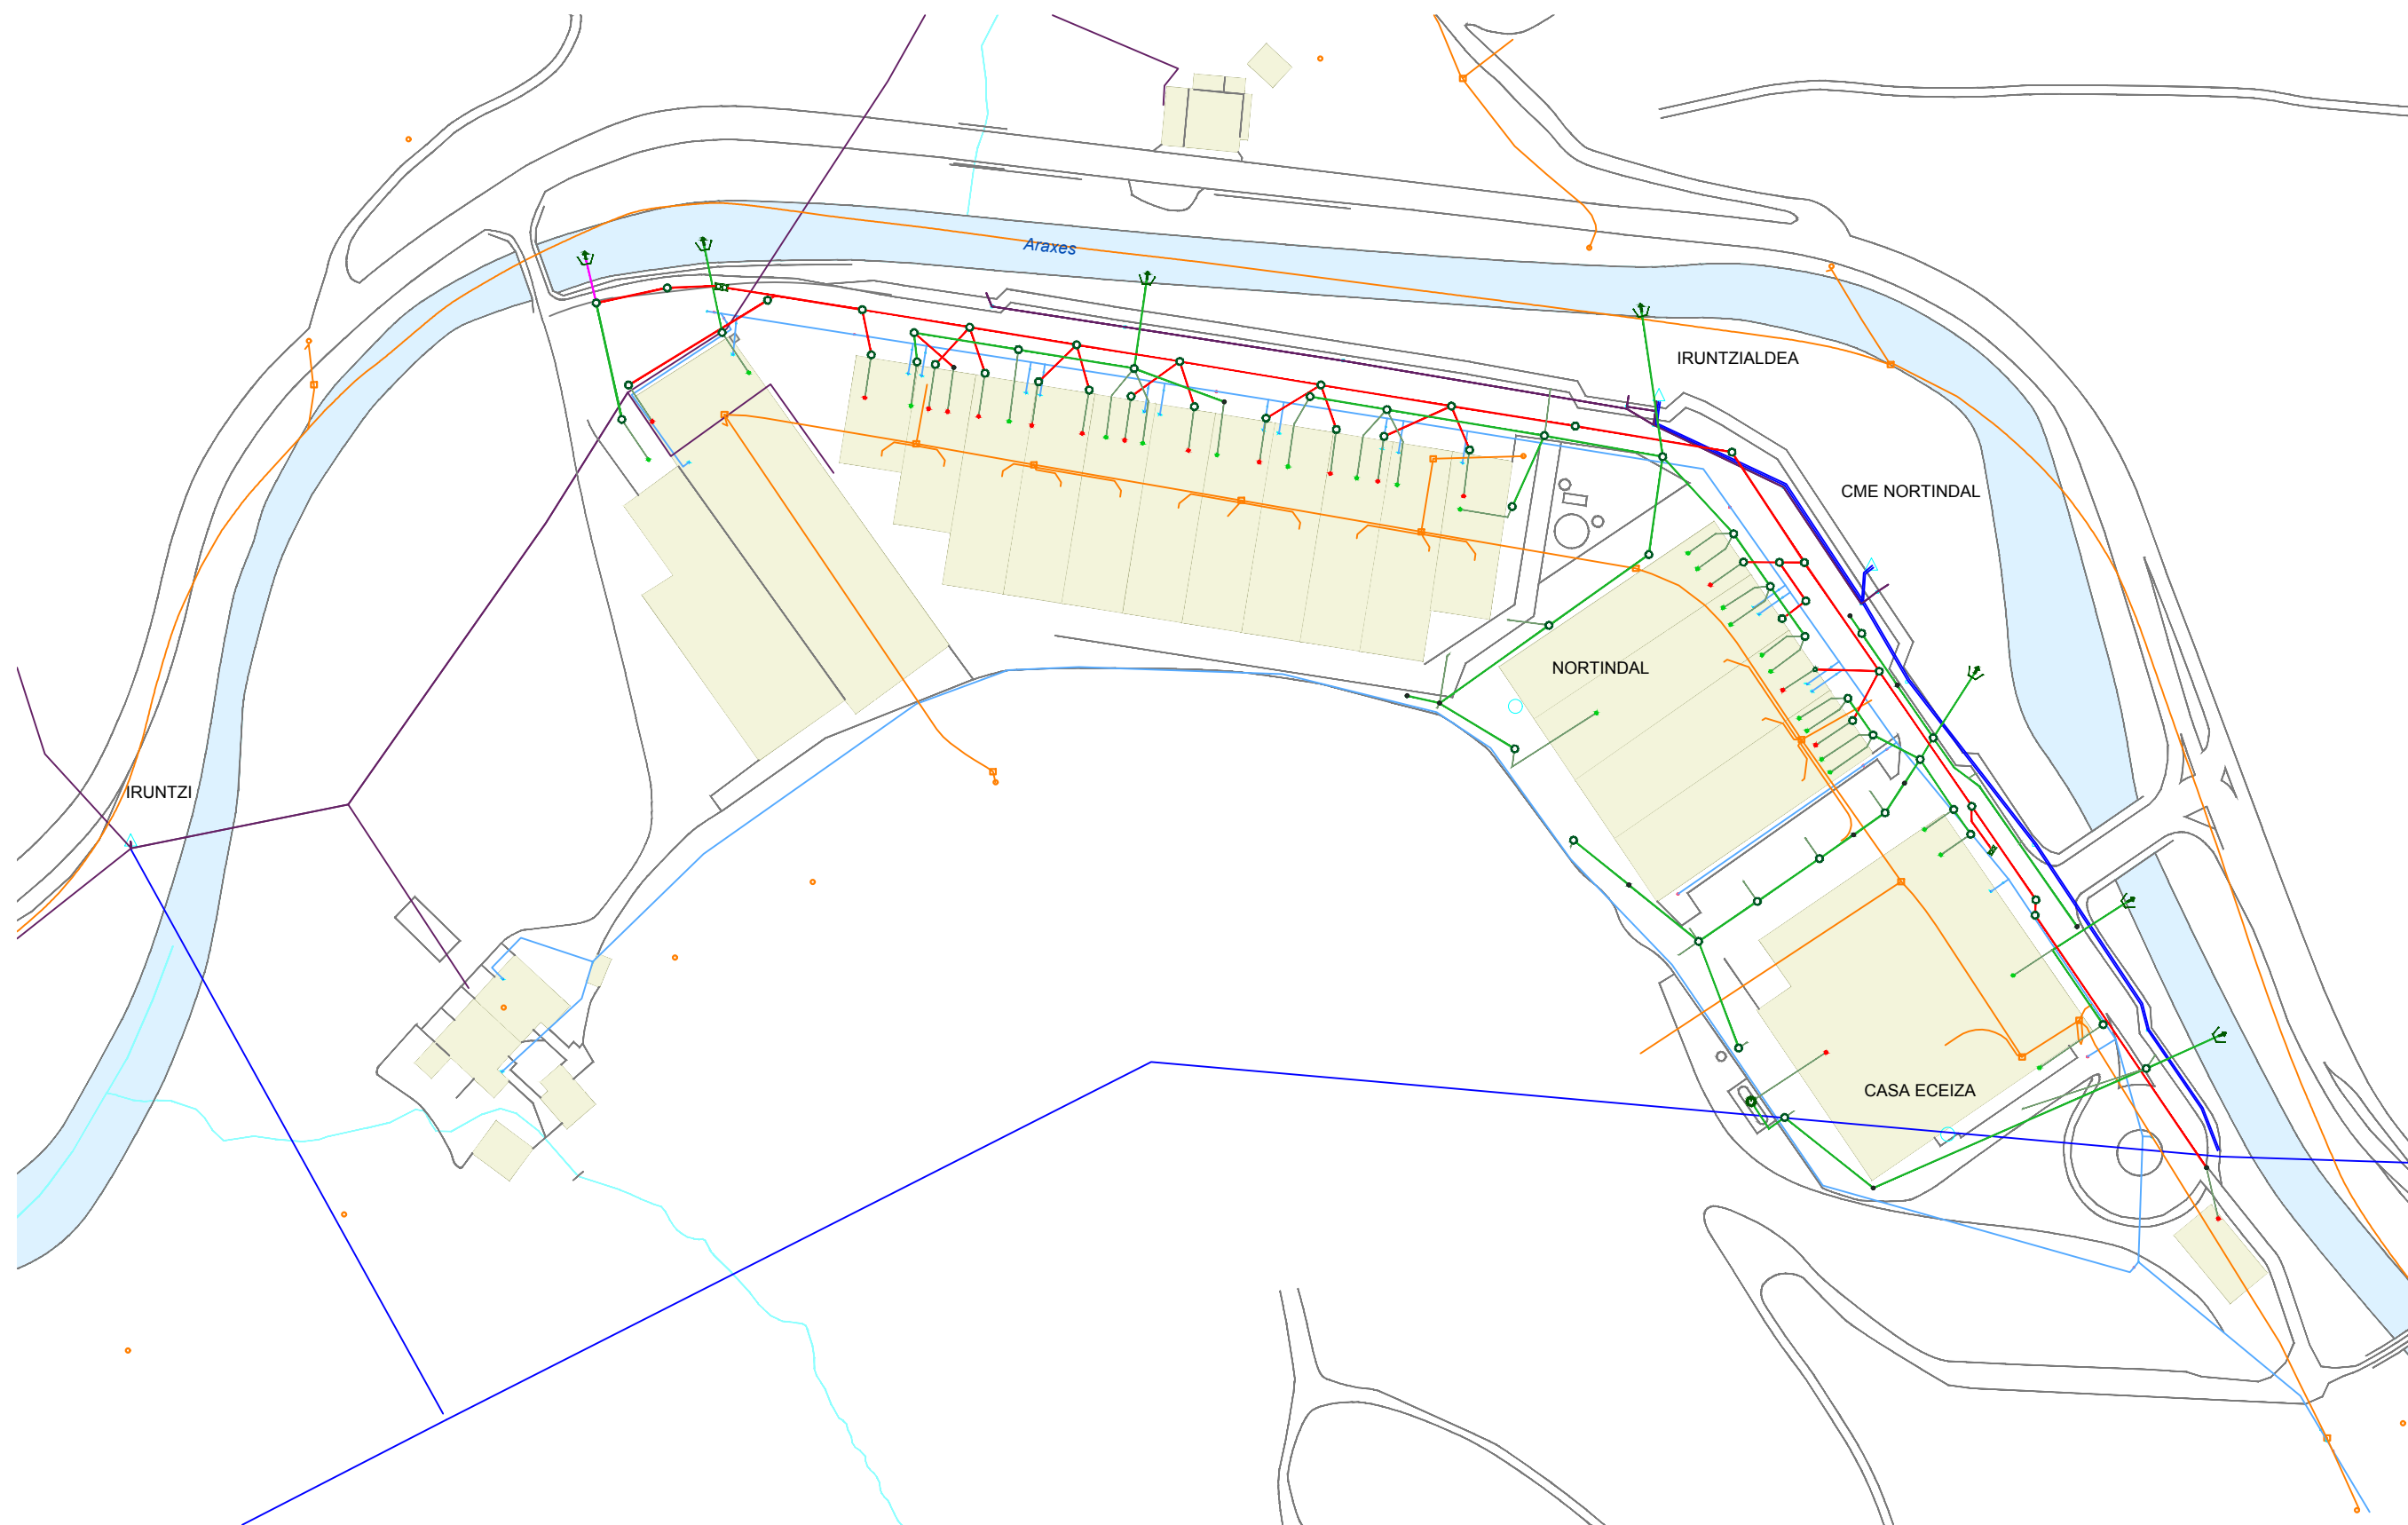 Araxes
IRUNTZIALDEA
CME NORTINDAL
NORTINDAL
IRUNTZI
CASA ECEIZA